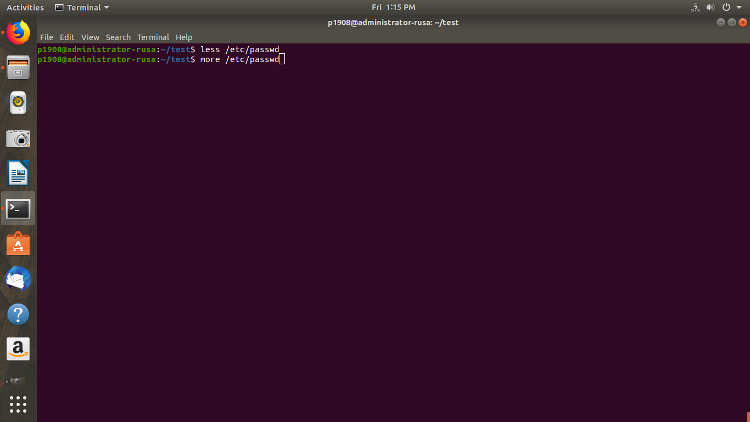 Activities Terminal Fri 1:15 PM
p1908@administrator-rusa: ~/test
File Edit View Search Terminal Help
p1908@administrator-rusa:~/test$ less /etc/passwd
p1908@administrator-rusa:~/test$ more /etc/passwd